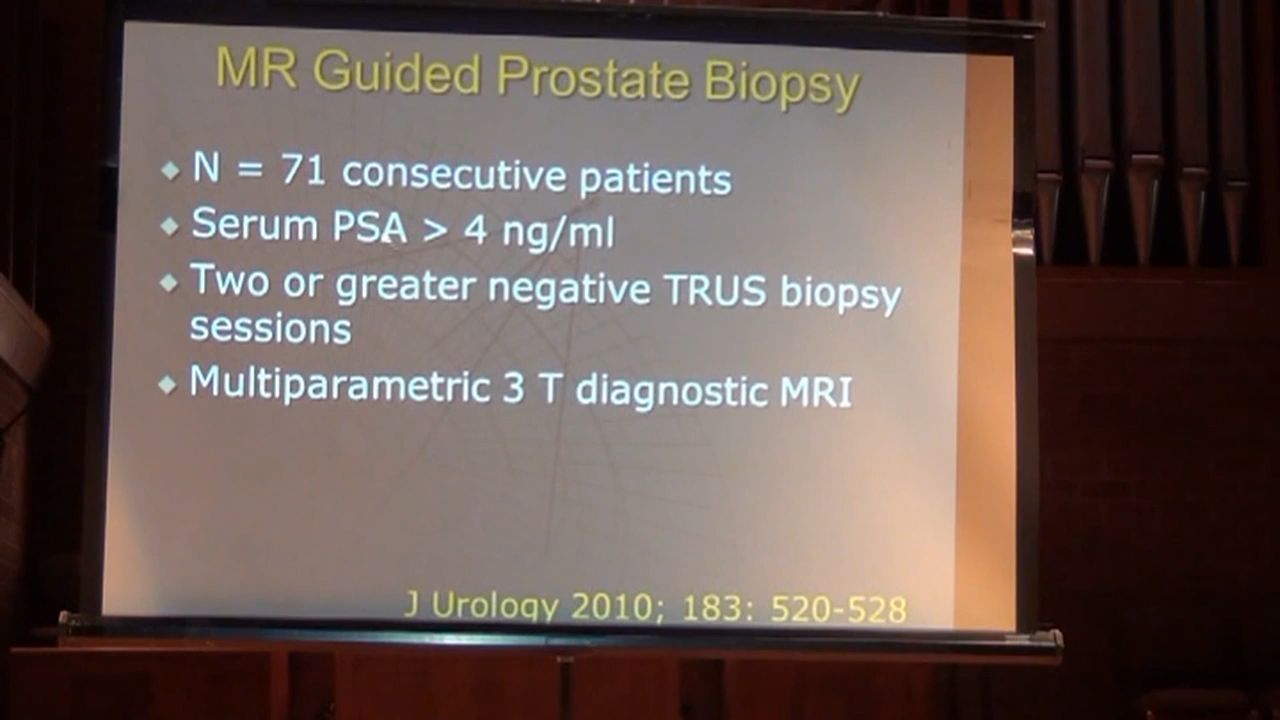 MR Guided Prostate Biopsy
N = 71 consecutive patients
Serum PSA > 4 ng/ml
Two or greater negative TRUS biopsy
sessions
Multiparametric 3 T diagnostic MRI
J Urology 2010; 183: 520-528